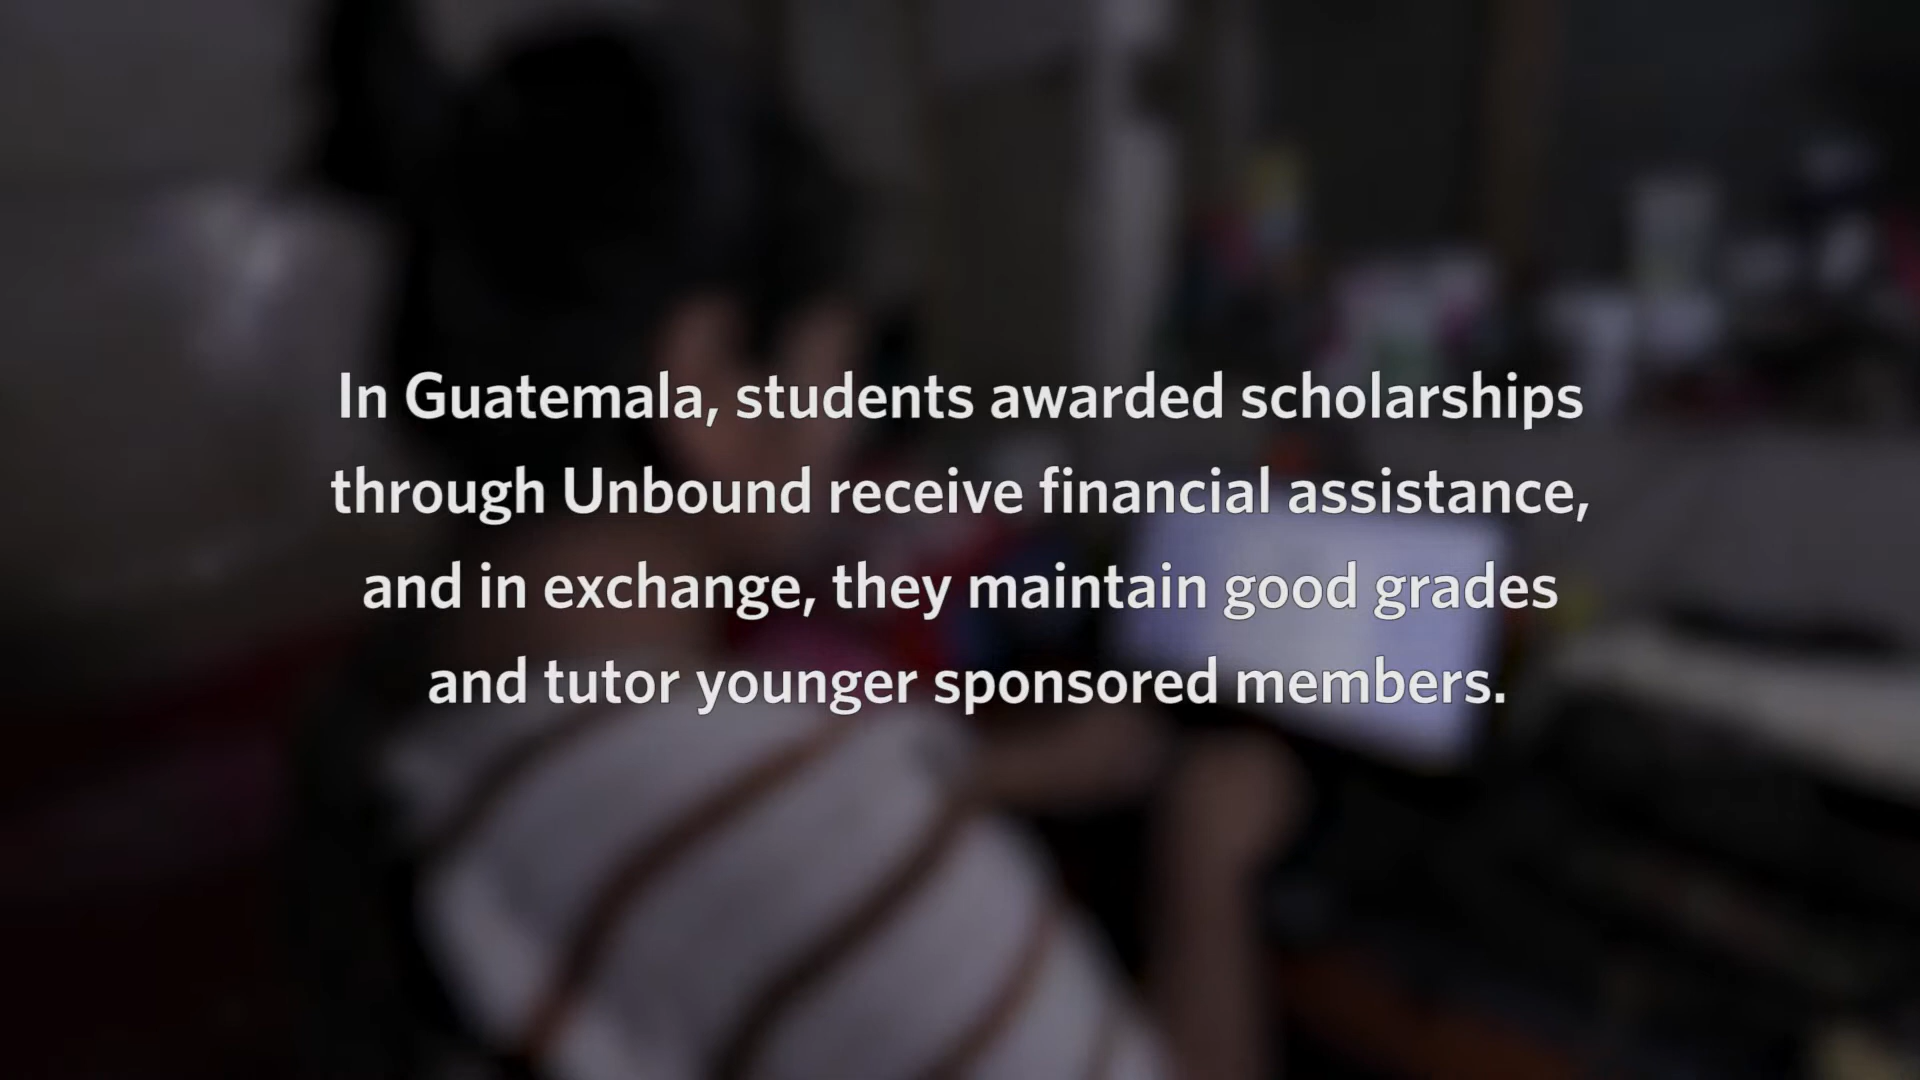 In Guatemala, students awarded scholarships
through Unbound receive financial assistance,
and in exchange, they maintain good grades
and tutor younger sponsored members.